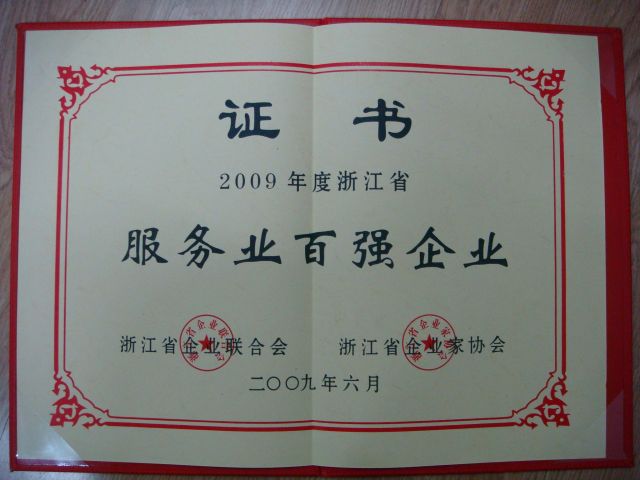 证书
2009年度浙江省
服务业百强企业
浙江省企业联合会 浙江省企业家协会
二〇〇九年六月